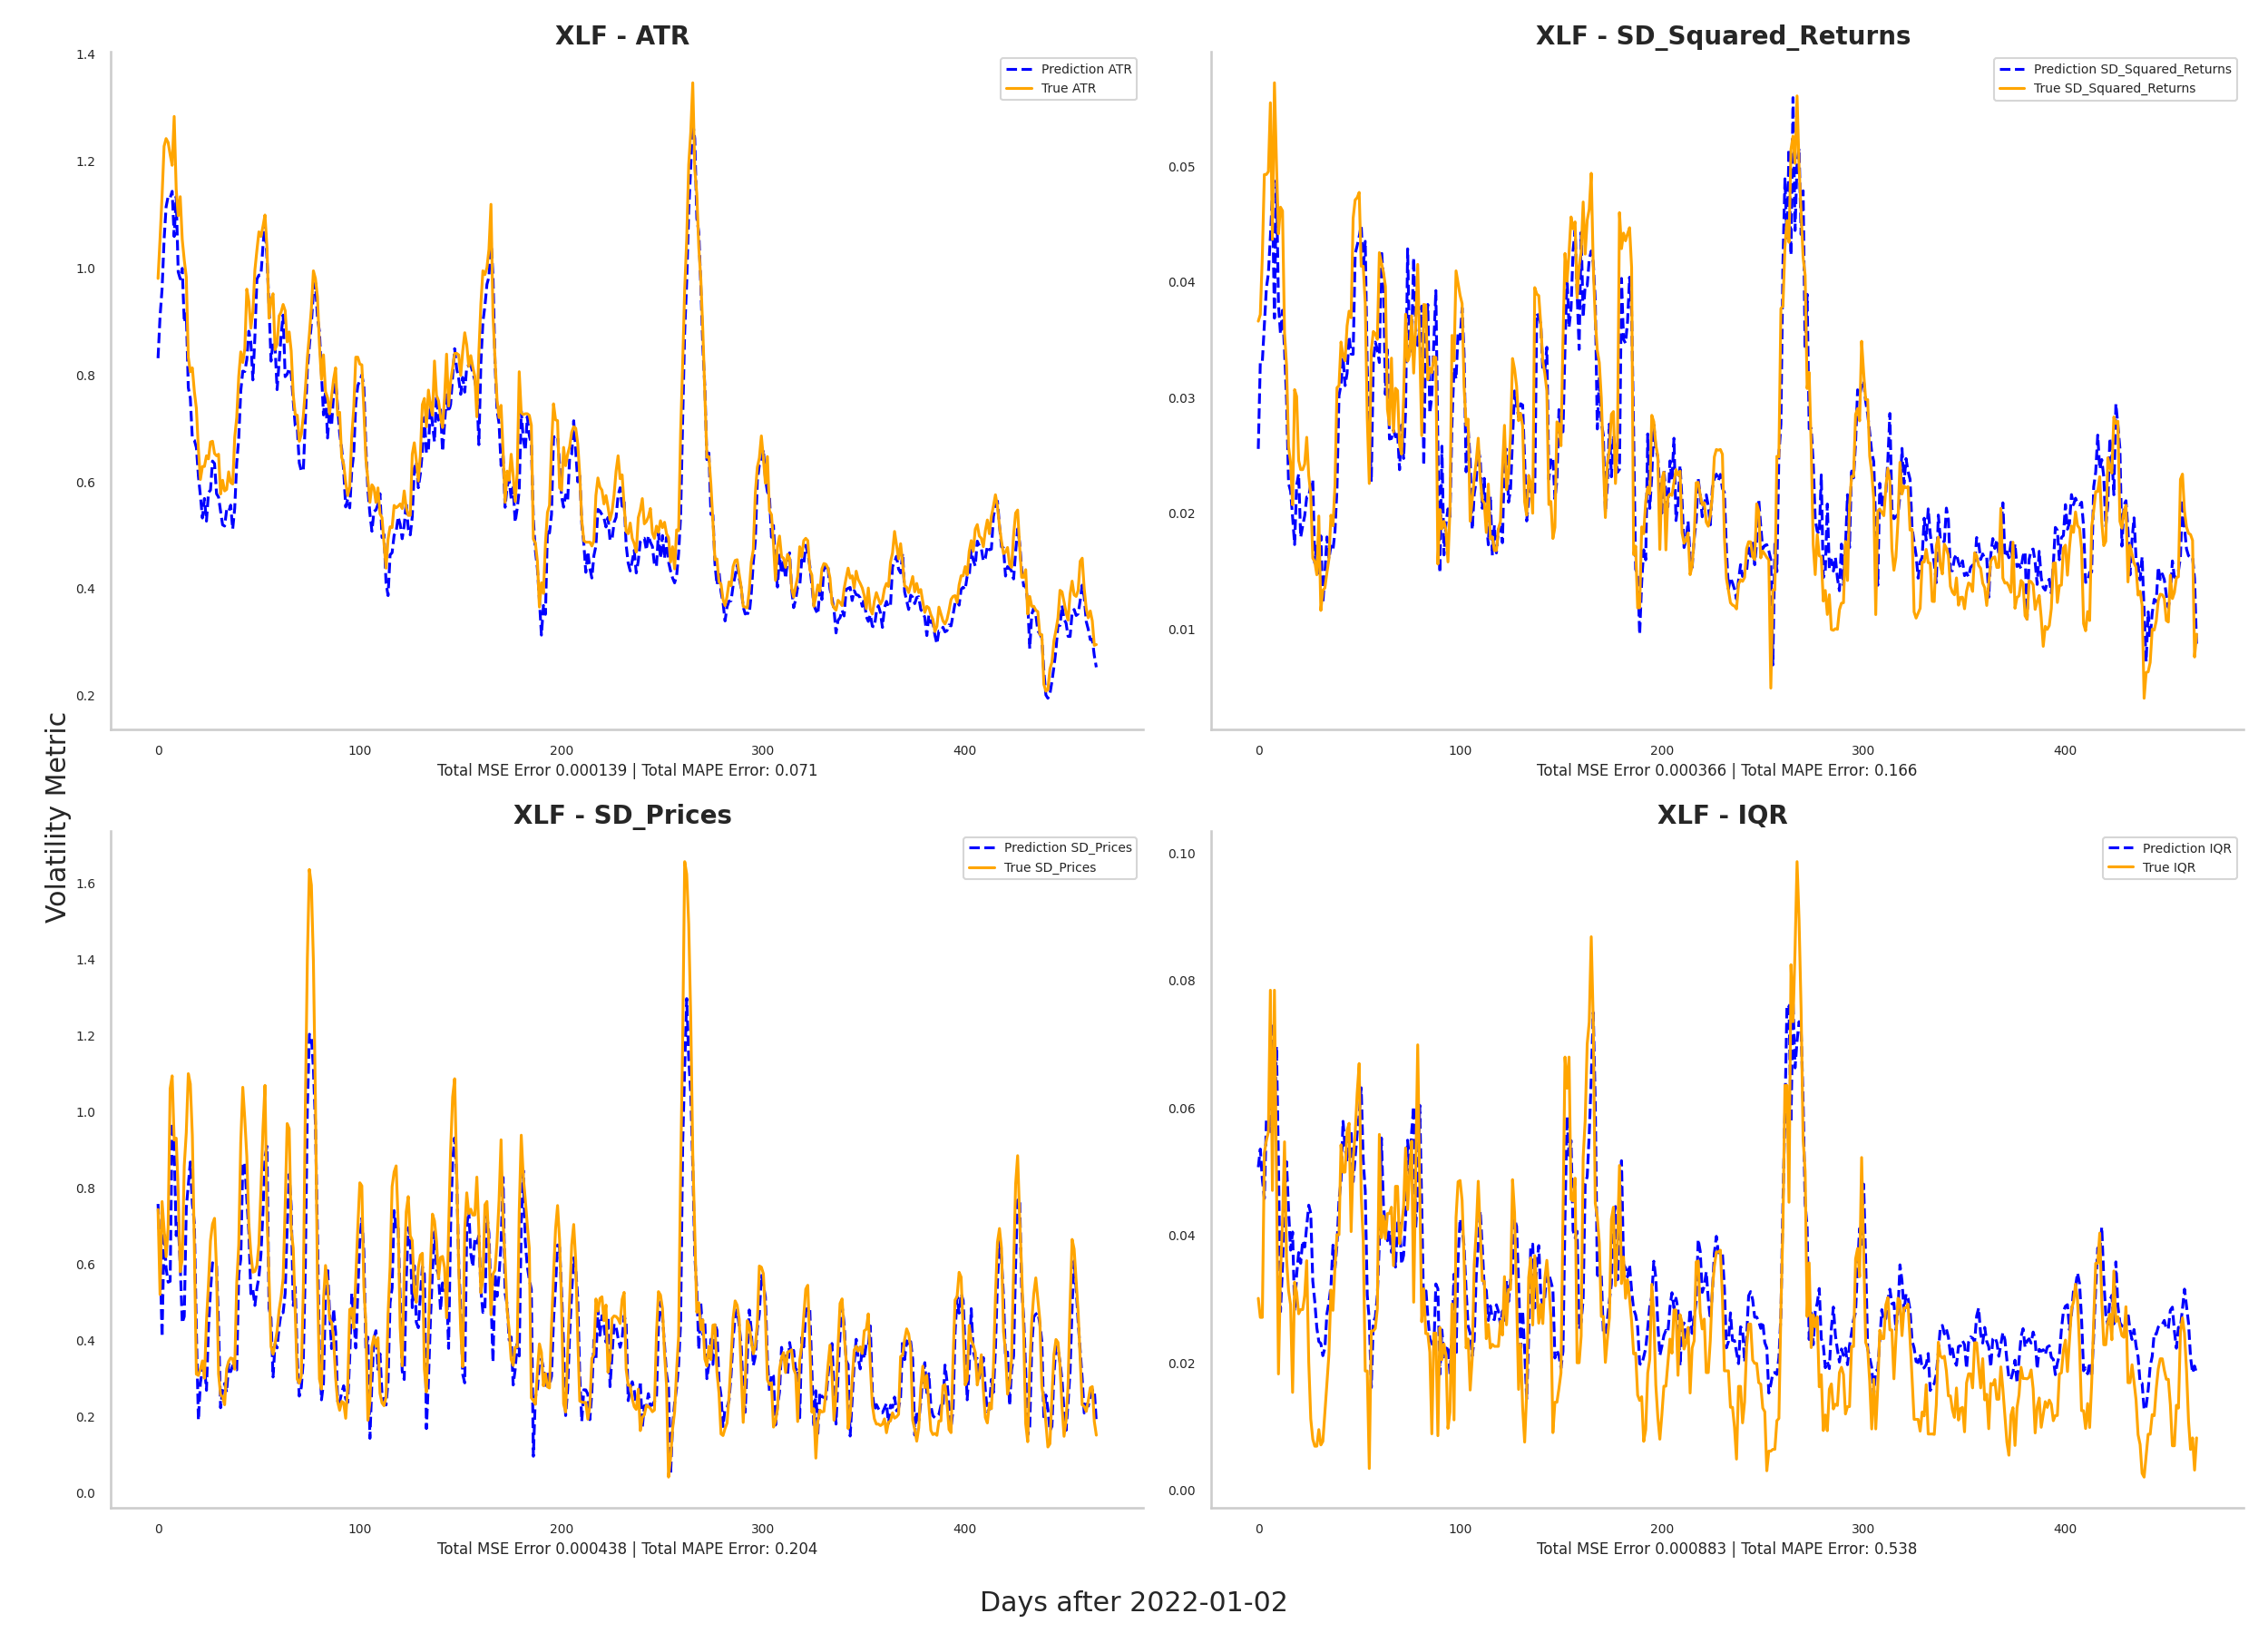 XLF - ATR
1.4
1.2
1.0
0.8
0.6
0.4
0.2
0
100
200
300
400
Prediction ATR
True ATR
Total MSE Error 0.000139 | Total MAPE Error: 0.071
XLF - SD_Squared_Returns
0.05
0.04
0.03
0.02
0.01
0
100
200
300
400
Prediction SD_Squared_Returns
True SD_Squared_Returns
Total MSE Error 0.000366 | Total MAPE Error: 0.166
Volatility Metric
XLF - SD_Prices
1.6
1.4
1.2
1.0
0.8
0.6
0.4
0.2
0.0
0
100
200
300
400
Prediction SD_Prices
True SD_Prices
Total MSE Error 0.000438 | Total MAPE Error: 0.204
XLF - IQR
0.10
0.08
0.06
0.04
0.02
0.00
0
100
200
300
400
Prediction IQR
True IQR
Total MSE Error 0.000883 | Total MAPE Error: 0.538
Days after 2022-01-02